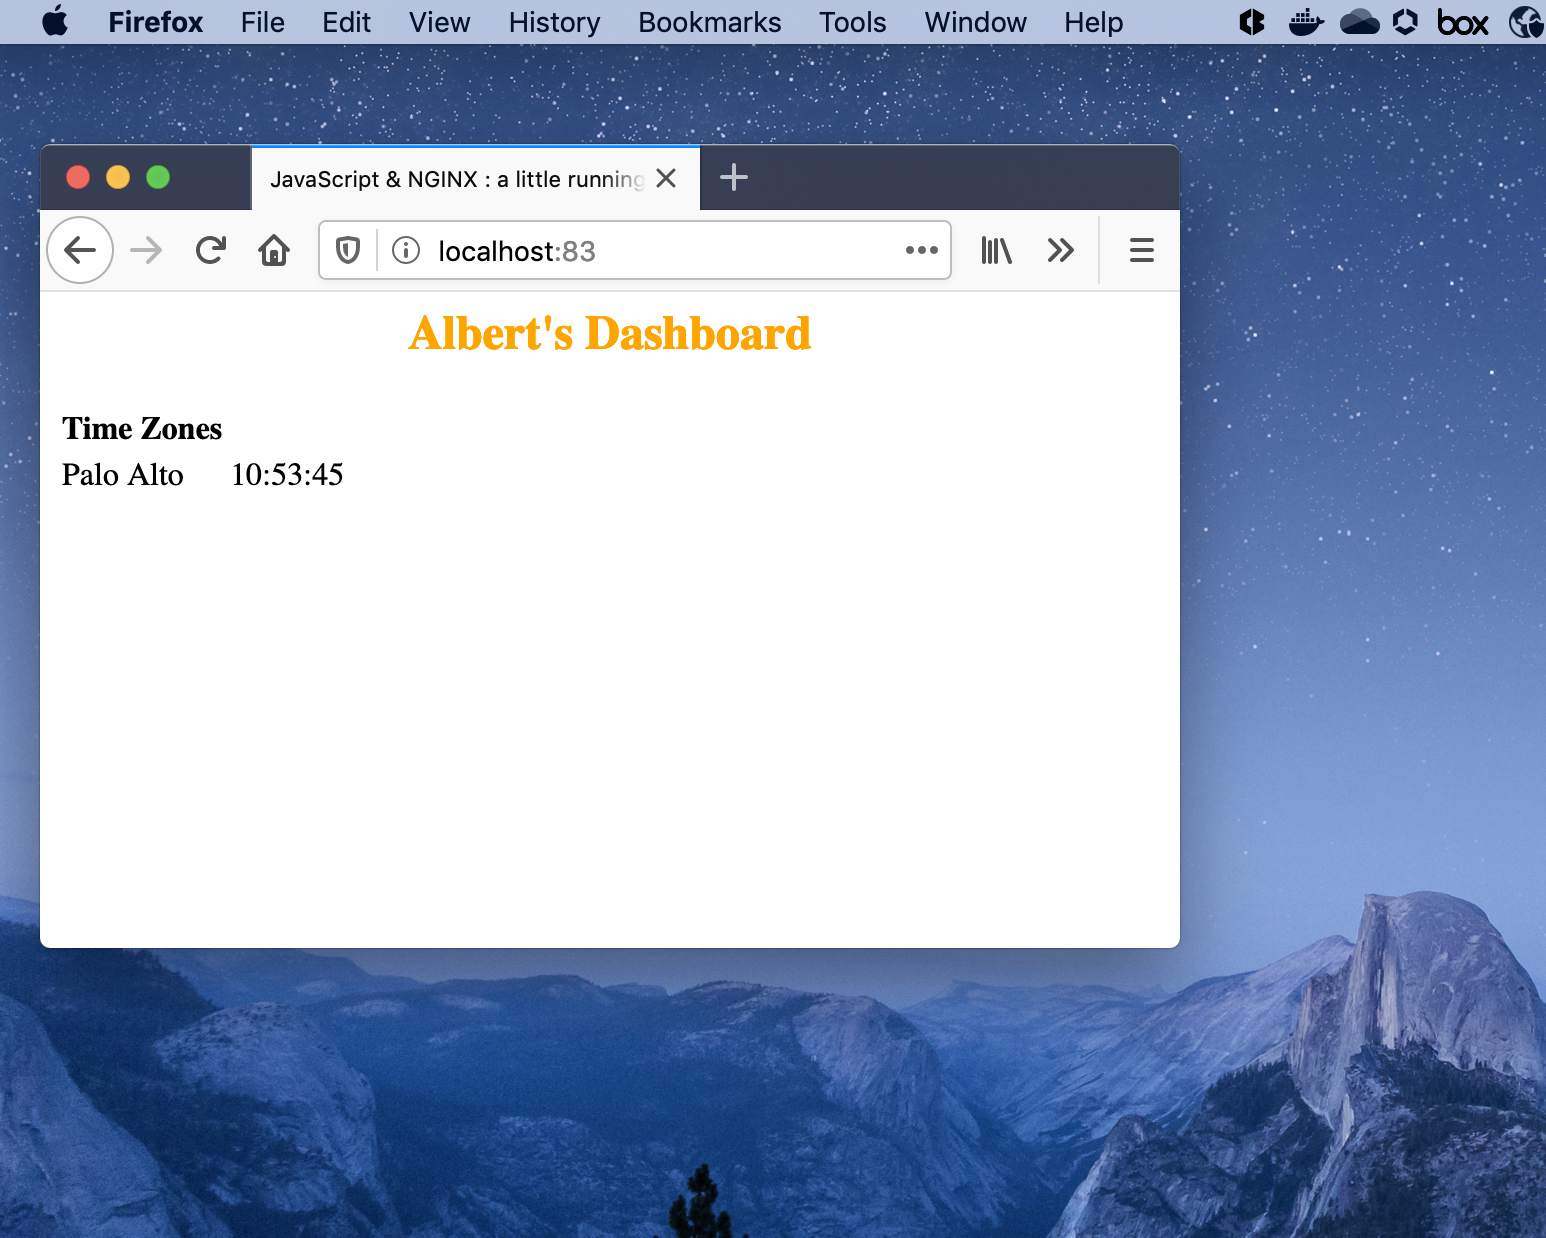 Firefox File Edit View History Bookmarks Tools Window Help box
JavaScript & NGINX : a little running
localhost:83
Albert's Dashboard
Time Zones
Palo Alto 10:53:45